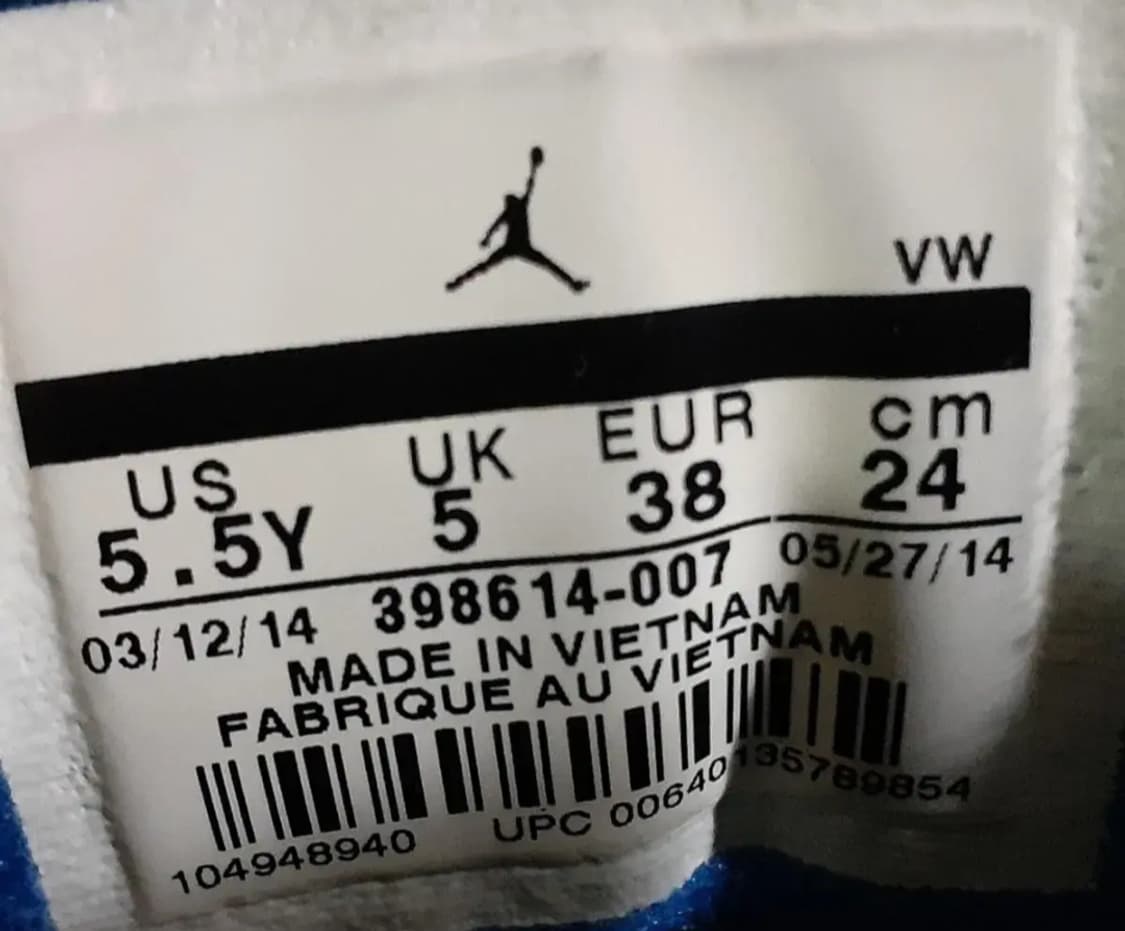 VW
US UK EUR cm
5.5Y 5 38 24
03/12/14 398614-007 05/27/14
MADE IN VIETNAM
FABRIQUE AU VIETNAM
104948940 UPC 00640135789854